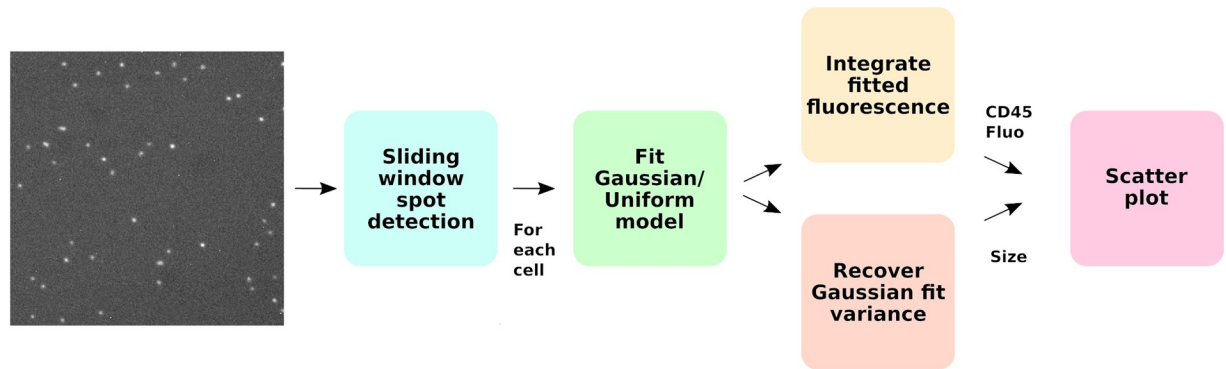 Sliding
window
spot
detection
For
each
cell
Fit
Gaussian/
Uniform
model
Integrate
fitted
fluorescence
Recover
Gaussian fit
variance
CD45
Fluo
Size
Scatter
plot